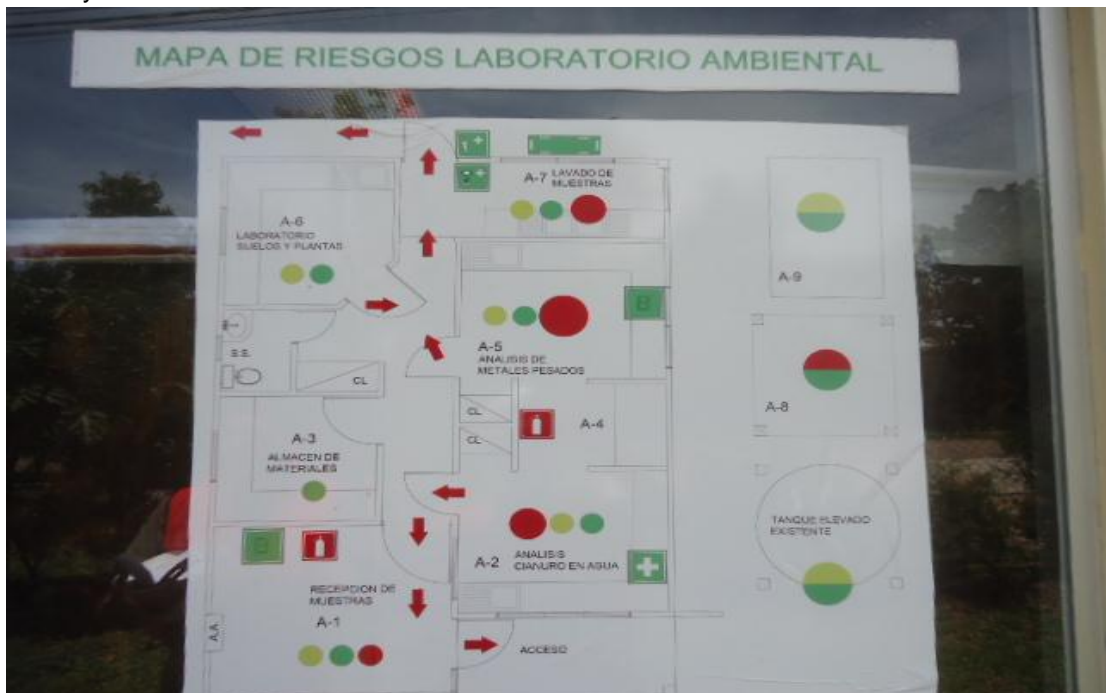 MAPA DE RIESGOS LABORATORIO AMBIENTAL
A-7 LAVADO DE
MUESTRAS
A-6
LABORATORIO
SUELOS Y PLANTAS
A-9
A-5
ANALISIS DE
METALES PESADOS
S.S.
CL
A-8
CL
A-4
CL
A-3
ALMACEN DE
MATERIALES
TANQUE ELEVADO
EXISTENTE
A-2 ANALISIS
CIANURO EN AGUA
RECEPCION DE
MUESTRAS
A-1
A.A
ACCESO